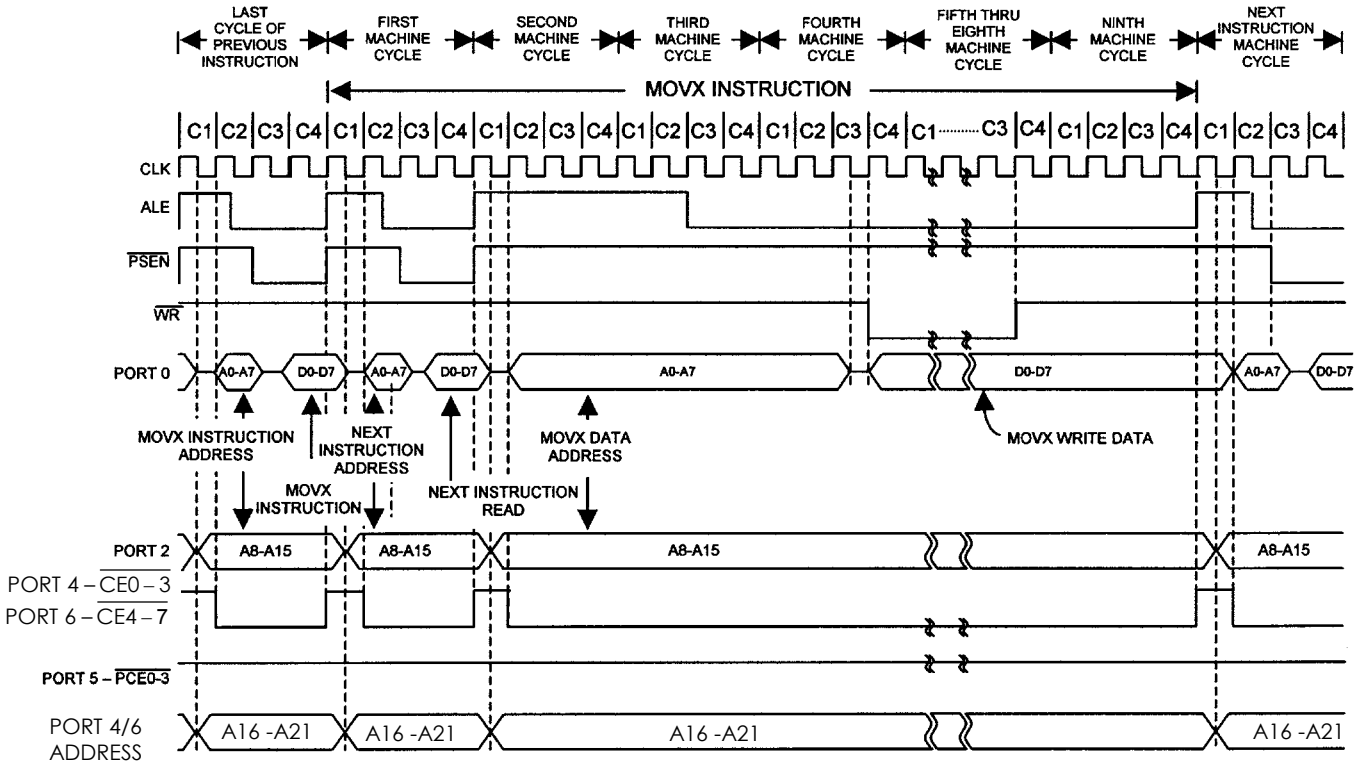 LAST CYCLE OF PREVIOUS INSTRUCTION
FIRST MACHINE CYCLE
SECOND MACHINE CYCLE
THIRD MACHINE CYCLE
FOURTH MACHINE CYCLE
FIFTH THRU EIGHTH MACHINE CYCLE
NINTH MACHINE CYCLE
NEXT INSTRUCTION MACHINE CYCLE
MOVX INSTRUCTION
C1 C2 C3 C4 C1 C2 C3 C4 C1 C2 C3 C4 C1 C2 C3 C4 C1 C2 C3 C4 C1 ......... C3 C4 C1 C2 C3 C4 C1 C2 C3 C4
CLK
ALE
PSEN
WR
PORT 0 A0-A7 D0-D7 A0-A7 D0-D7 A0-A7 D0-D7 A0-A7 D0-D7
MOVX INSTRUCTION ADDRESS
NEXT INSTRUCTION ADDRESS
MOVX DATA ADDRESS
MOVX WRITE DATA
MOVX INSTRUCTION
NEXT INSTRUCTION READ
PORT 2 A8-A15 A8-A15 A8-A15 A8-A15
PORT 4 – CE0 – 3
PORT 6 – CE4 – 7
PORT 5 – PCE0-3
PORT 4/6 ADDRESS A16 -A21 A16 -A21 A16 -A21 A16 -A21